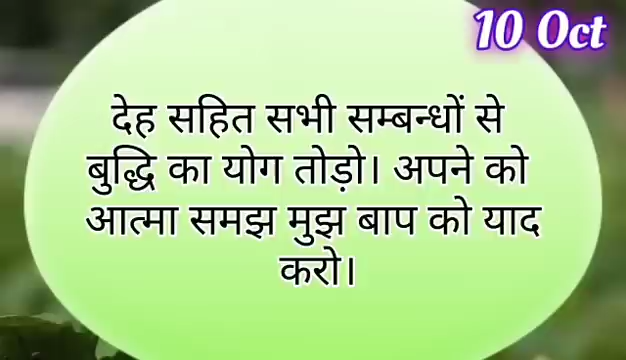 10 Oct
देह सहित सभी सम्बन्धों से
बुद्धि का योग तोड़ो। अपने को
आत्मा समझ मुझ बाप को याद
करो।